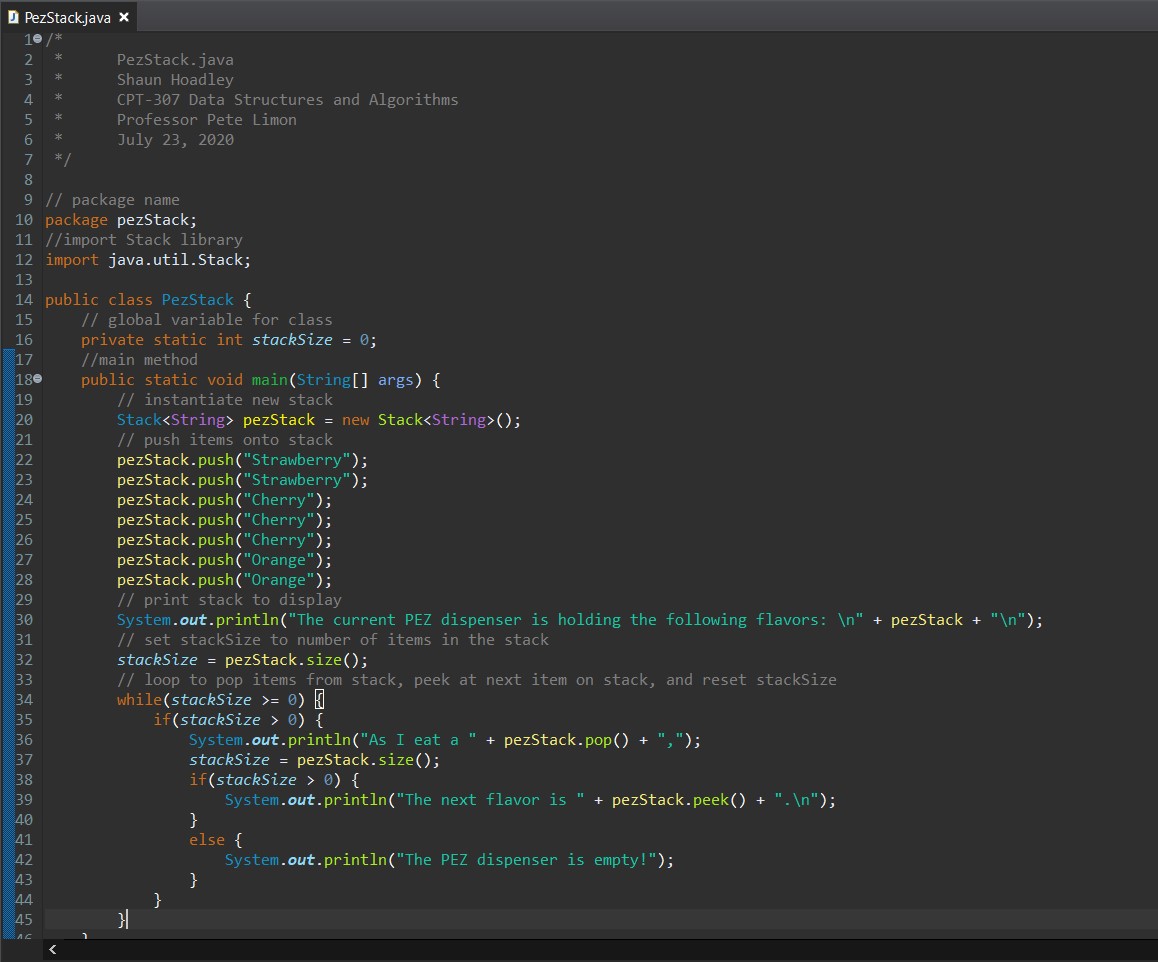 PezStack.java ×
1 /*
2  *      PezStack.java
3  *      Shaun Hoadley
4  *      CPT-307 Data Structures and Algorithms
5  *      Professor Pete Limon
6  *      July 23, 2020
7  */
8
9 // package name
10 package pezStack;
11 //import Stack library
12 import java.util.Stack;
13
14 public class PezStack {
15     // global variable for class
16     private static int stackSize = 0;
17     //main method
18     public static void main(String[] args) {
19         // instantiate new stack
20         Stack<String> pezStack = new Stack<String>();
21         // push items onto stack
22         pezStack.push("Strawberry");
23         pezStack.push("Strawberry");
24         pezStack.push("Cherry");
25         pezStack.push("Cherry");
26         pezStack.push("Cherry");
27         pezStack.push("Orange");
28         pezStack.push("Orange");
29         // print stack to display
30         System.out.println("The current PEZ dispenser is holding the following flavors: \n" + pezStack + "\n");
31         // set stackSize to number of items in the stack
32         stackSize = pezStack.size();
33         // loop to pop items from stack, peek at next item on stack, and reset stackSize
34         while(stackSize >= 0) {
35             if(stackSize > 0) {
36                 System.out.println("As I eat a " + pezStack.pop() + ",");
37                 stackSize = pezStack.size();
38                 if(stackSize > 0) {
39                     System.out.println("The next flavor is " + pezStack.peek() + ".\n");
40                 }
41                 else {
42                     System.out.println("The PEZ dispenser is empty!");
43                 }
44             }
45         }
46     }